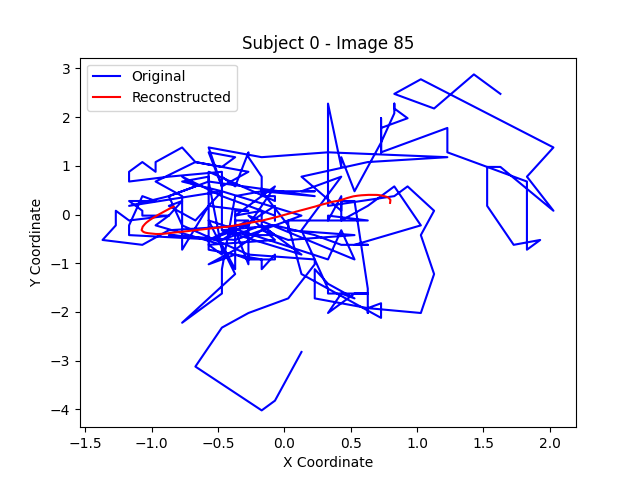 Subject 0 - Image 85
Original
Reconstructed
Y Coordinate
3
2
1
0
−1
−2
−3
−4
−1.5 −1.0 −0.5 0.0 0.5 1.0 1.5 2.0
X Coordinate